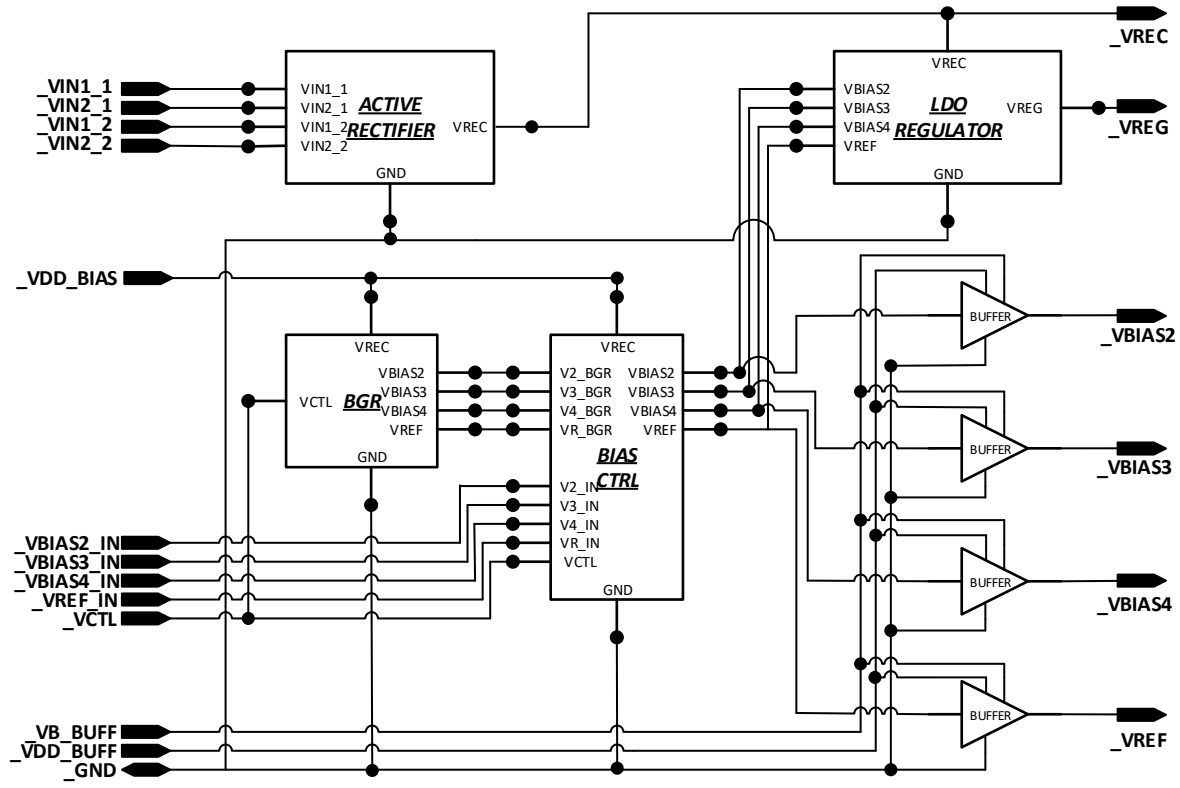 _VREC
_VIN1_1
_VIN2_1
_VIN1_2
_VIN2_2
VIN1_1
VIN2_1
VIN1_2
VIN2_2
ACTIVE
RECTIFIER
VREC
GND
VREC
VBIAS2
VBIAS3
VBIAS4
VREF
LDO
REGULATOR
VREG
GND
_VREG
_VDD_BIAS
VREC
VCTL
BGR
VBIAS2
VBIAS3
VBIAS4
VREF
GND
VREC
V2_BGR
V3_BGR
V4_BGR
VR_BGR
VBIAS2
VBIAS3
VBIAS4
VREF
BIAS
CTRL
V2_IN
V3_IN
V4_IN
VR_IN
VCTL
GND
BUFFER
_VBIAS2
BUFFER
_VBIAS3
BUFFER
_VBIAS4
BUFFER
_VREF
_VBIAS2_IN
_VBIAS3_IN
_VBIAS4_IN
_VREF_IN
_VCTL
_VB_BUFF
_VDD_BUFF
_GND